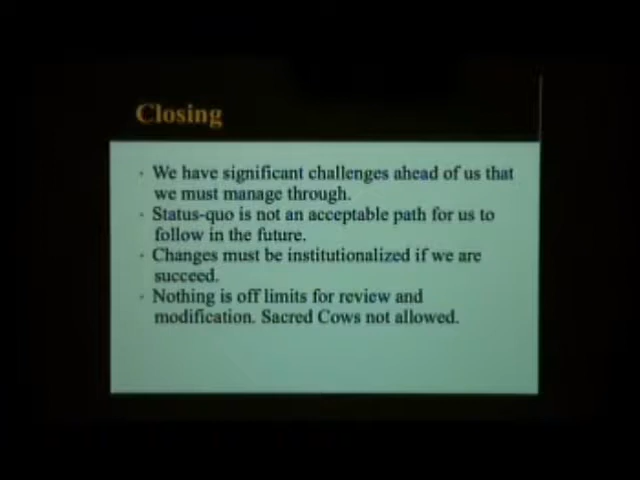 Closing
· We have significant challenges ahead of us that
we must manage through.
· Status-quo is not an acceptable path for us to
follow in the future.
· Changes must be institutionalized if we are
succeed.
· Nothing is off limits for review and
modification. Sacred Cows not allowed.